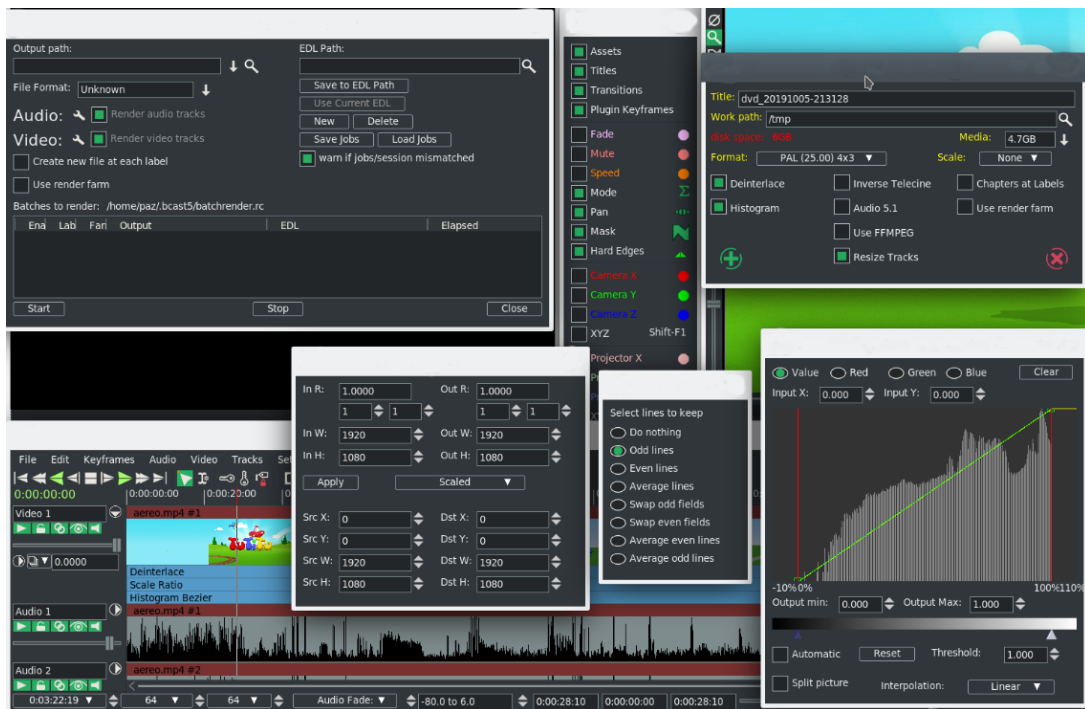 Output path:
File Format: Unknown
Audio: Render audio tracks
Video: Render video tracks
Create new file at each label
Use render farm
Batches to render: /home/paz/.bcast5/batchrender.rc
EDL Path:
Save to EDL Path
Use Current EDL
New Delete
Save Jobs Load Jobs
warn if jobs/session mismatched
Ena Lab Far Output EDL Elapsed
Start Stop Close
Assets
Titles
Transitions
Plugin Keyframes
Fade
Mute
Speed
Mode
Pan
Mask
Hard Edges
Camera X
Camera Y
Camera Z
XYZ Shift-F1
Projector X
Title: dvd_20191005-213128
Work path: /tmp
disk space: 6GB Media: 4.7GB
Format: PAL (25.00) 4x3 Scale: None
Deinterlace Inverse Telecine Chapters at Labels
Histogram Audio 5.1 Use render farm
Use FFMPEG
Resize Tracks
In R: 1.0000 Out R: 1.0000
1 1 1 1
In W: 1920 Out W: 1920
In H: 1080 Out H: 1080
Apply Scaled
Src X: 0 Dst X: 0
Src Y: 0 Dst Y: 0
Src W: 1920 Dst W: 1920
Src H: 1080 Dst H: 1080
Select lines to keep
Do nothing
Odd lines
Even lines
Average lines
Swap odd fields
Swap even fields
Average even lines
Average odd lines
Value Red Green Blue Clear
Input X: 0.000 Input Y: 0.000
-10% 0% 100% 110%
Output min: 0.000 Output Max: 1.000
Automatic Reset Threshold: 1.000
Split picture Interpolation: Linear
File Edit Keyframes Audio Video Tracks
0:00:00:00 0:00:00:00 0:00:20:00
Video 1 aereo.mp4 #1
TuTiTu
0.0000
Deinterlace
Scale Ratio
Histogram Bezier
Audio 1 aereo.mp4 #1
Audio 2 aereo.mp4 #2
0:03:22:19 64 64 Audio Fade: -80.0 to 6.0 0:00:28:10 0:00:00:00 0:00:28:10